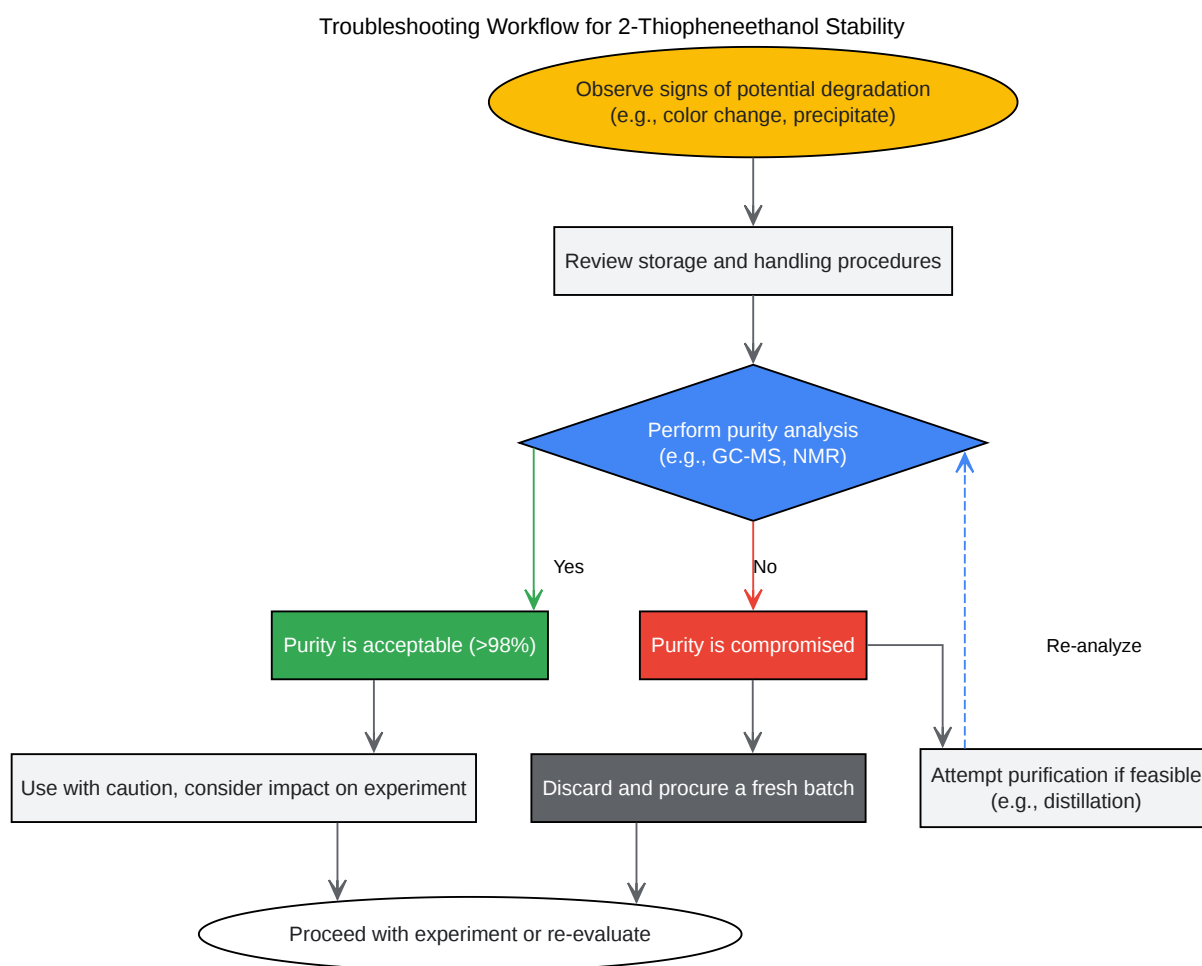 Troubleshooting Workflow for 2-Thiopheneethanol Stability
Observe signs of potential degradation
(e.g., color change, precipitate)
Review storage and handling procedures
Perform purity analysis
(e.g., GC-MS, NMR)
Yes
No
Purity is acceptable (>98%)
Purity is compromised
Re-analyze
Use with caution, consider impact on experiment
Discard and procure a fresh batch
Attempt purification if feasible
(e.g., distillation)
Proceed with experiment or re-evaluate